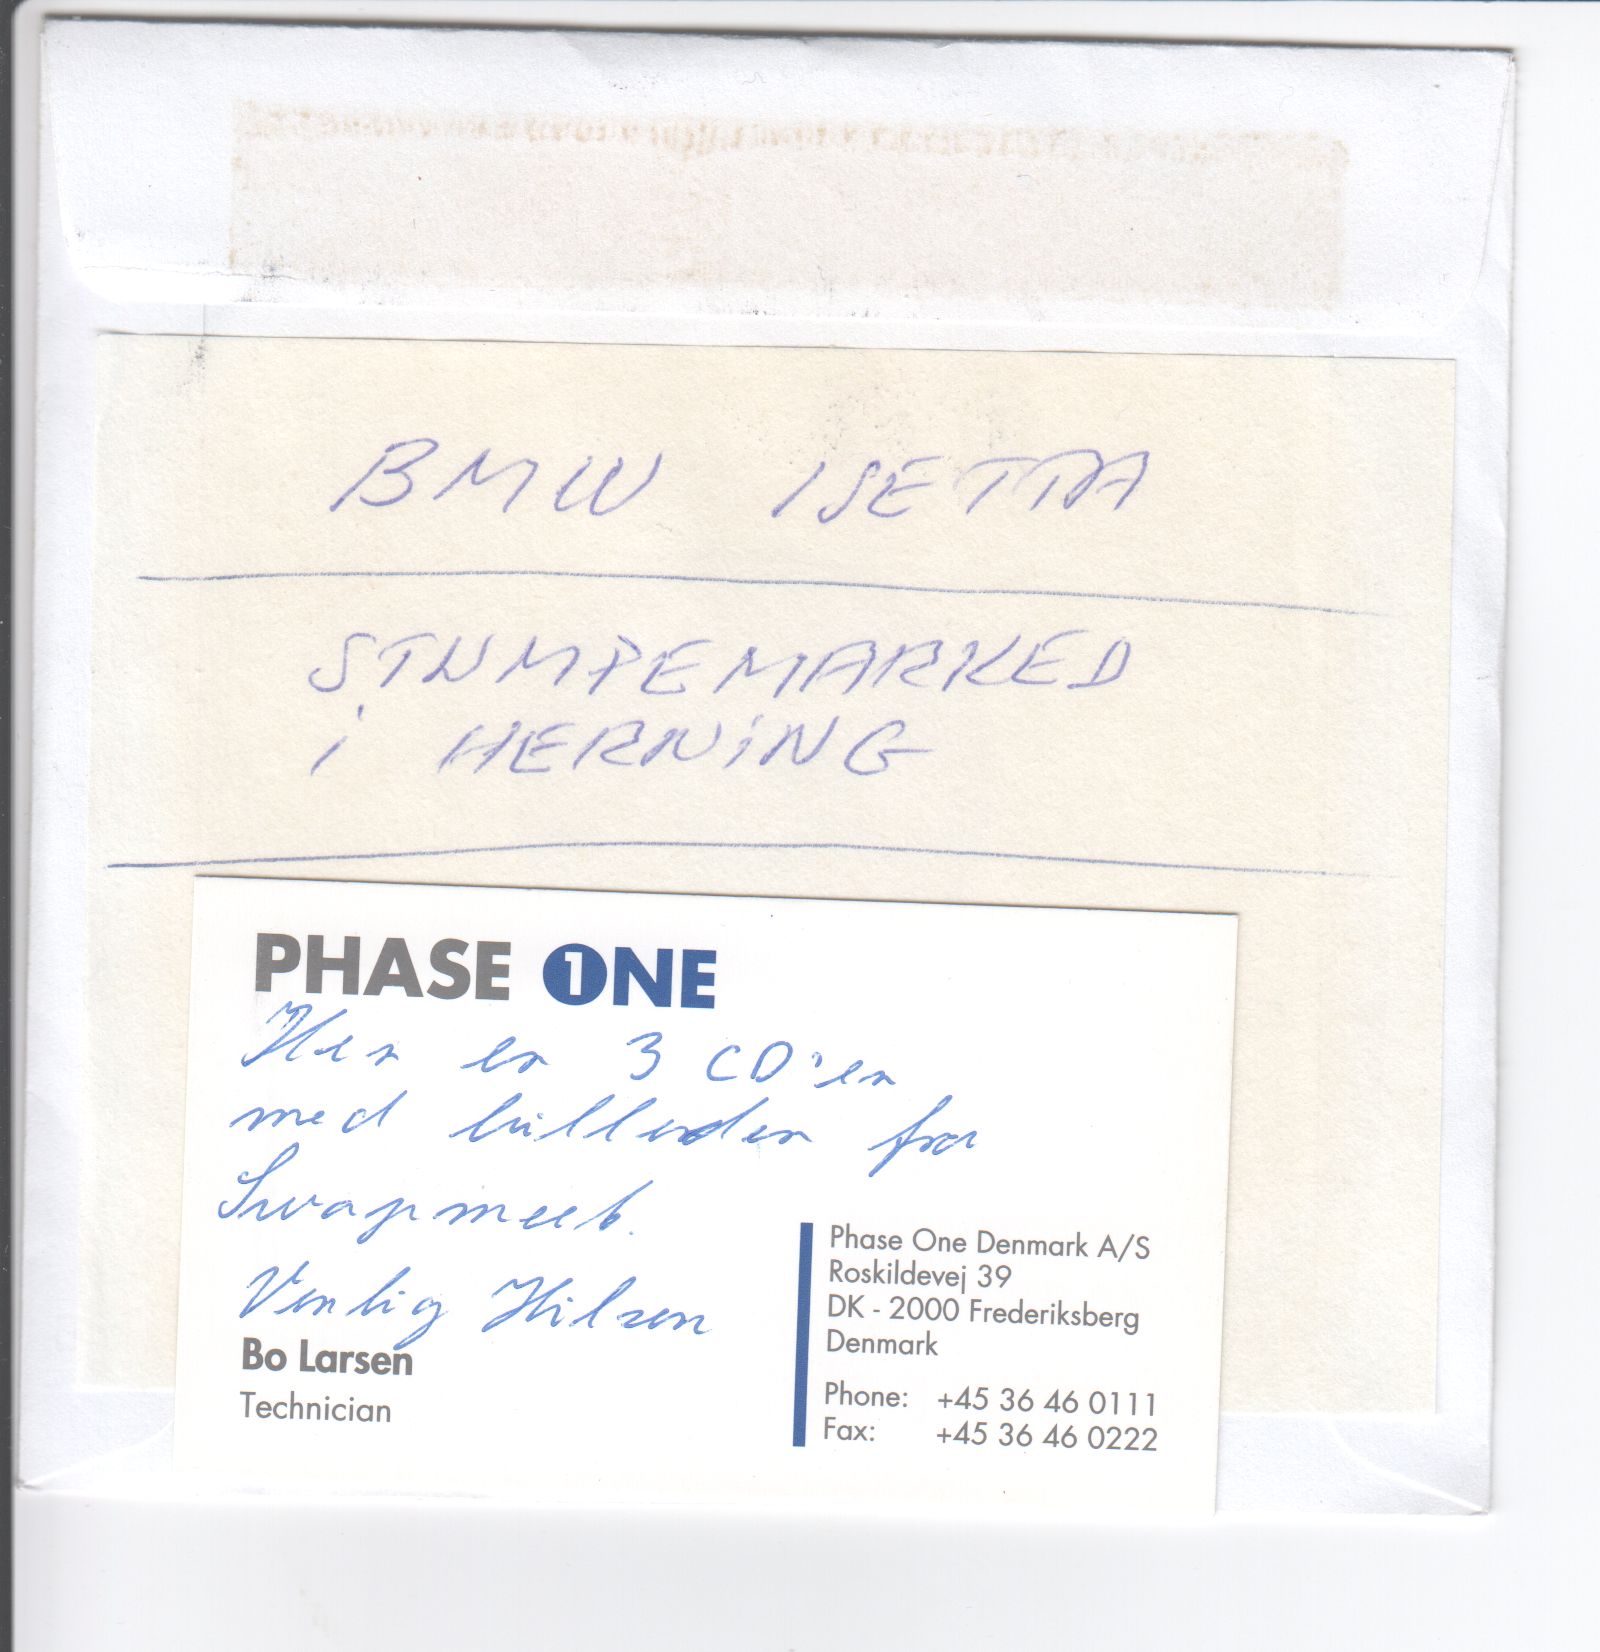 BMW ISETTA
STUMPEMARKED
i HERNiNG
PHASE ONE
Her er 3 CD'er
med billeder fra
Swapmeet.
Venlig Hilsen
Bo Larsen
Technician
Phase One Denmark A/S
Roskildevej 39
DK - 2000 Frederiksberg
Denmark
Phone: +45 36 46 0111
Fax: +45 36 46 0222